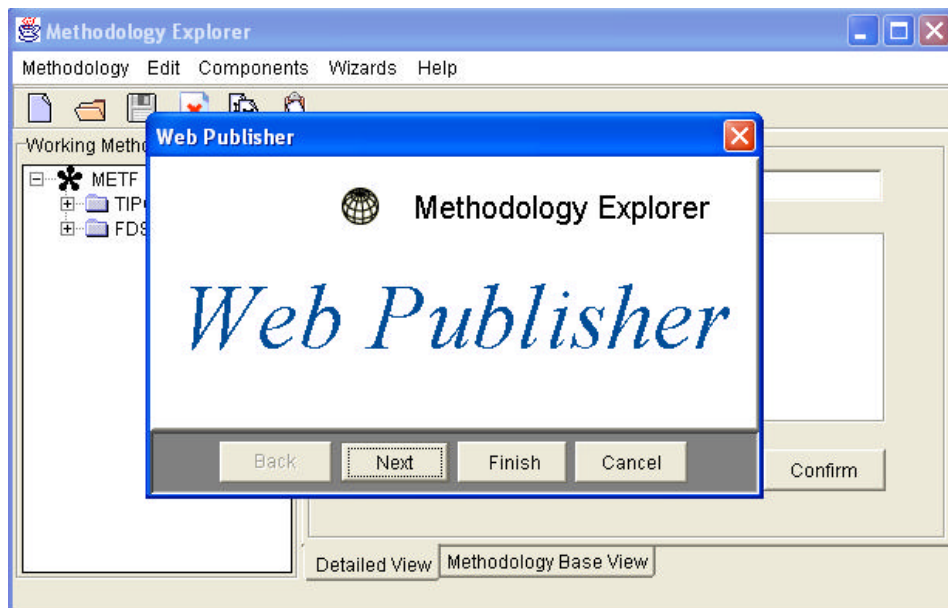 Methodology Explorer
Methodology Edit Components Wizards Help
Working
Web Publisher
METF
Methodology Explorer
Web Publisher
Back Next Finish Cancel
Confirm
Detailed View Methodology Base View